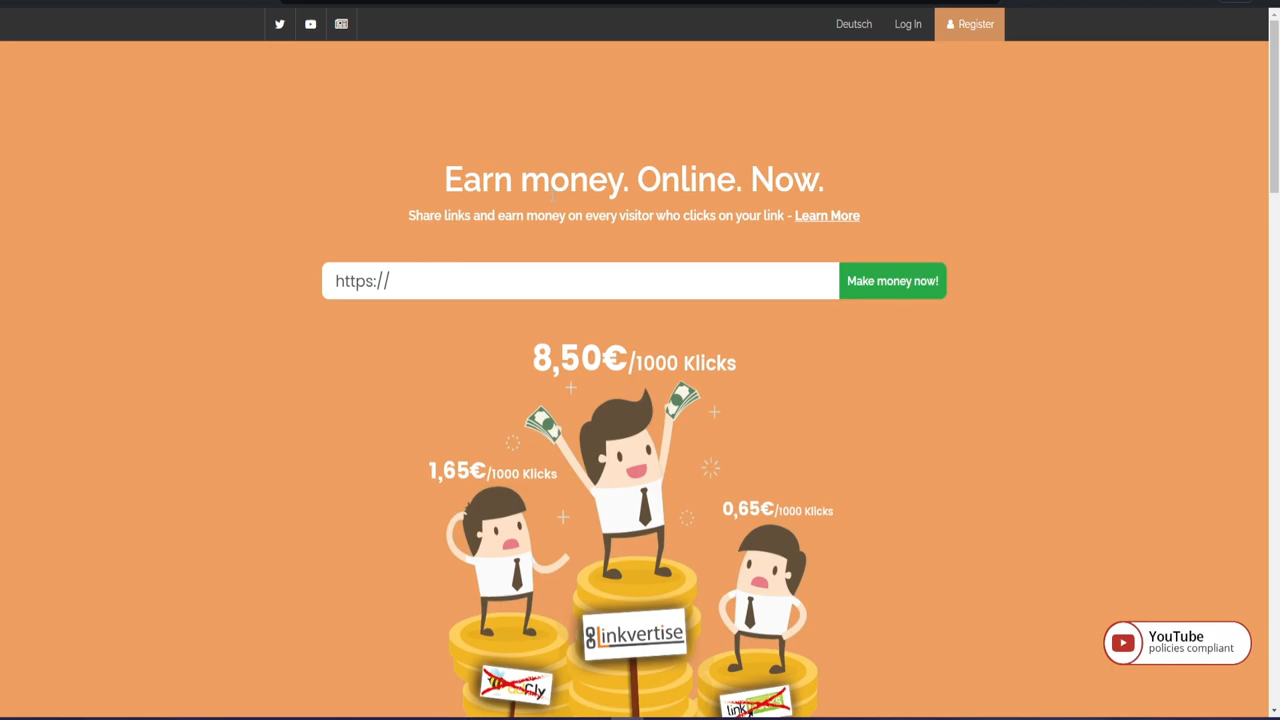 Deutsch
Log In
Register
Earn money. Online. Now.
Share links and earn money on every visitor who clicks on your link - Learn More
https://
Make money now!
8,50€/1000 Klicks
1,65€/1000 Klicks
0,65€/1000 Klicks
linkvertise
YouTube
policies compliant